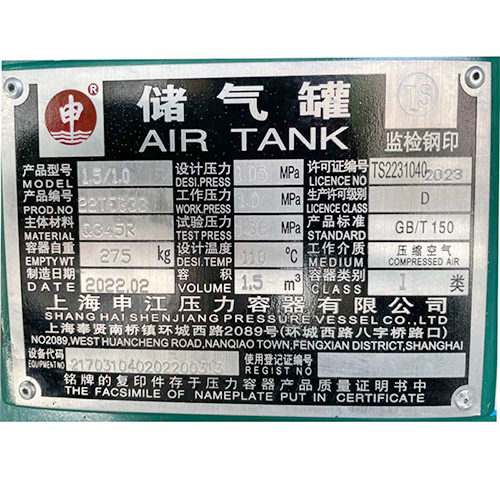 申®
储气罐
AIR TANK
TS
监检钢印
产品型号 1.5/1.0 设计压力 1.05 MPa 许可证编号 TS2231040-2023
MODEL DESI.PRESS LICENCE NO
产品编号 工作压力 MPa 生产许可级别 D
PROD.NO WORK.PRESS LICENCE
主体材料 Q345R 试验压力 MPa 产品标准 GB/T 150
MATERIAL TEST PRESS STANDARD
容器自重 275 kg 设计温度 110 °C 工作介质 压缩空气
EMPTY WT DESI.TEMP MEDIUM COMPRESSED AIR
制造日期 2022.02 容积 1.5 m³ 容器类别 I 类
DATE VOLUME CLASS
上海申江压力容器有限公司
SHANGHAI SHENJIANG PRESSURE VESSEL CO.LTD
上海奉贤南桥镇环城西路2089号(环城西路八字桥路口)
NO2089,WEST HUANCHENG ROAD,NANQIAO TOWN,FENGXIAN DISTRICT,SHANGHAI
设备代码 217031040202200315 使用登记证编号
EQUIPMENT NO REGIST NO
铭牌的复印件存于压力容器产品质量证明书中
THE FACSIMILE OF NAMEPLATE PUT IN CERTIFICATE